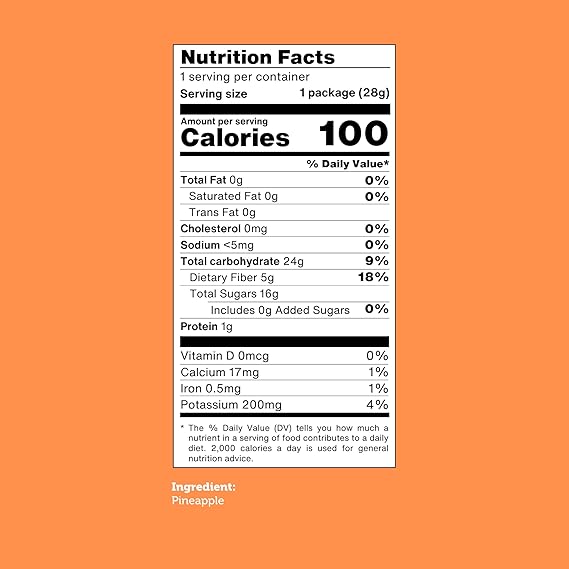 Nutrition Facts
1 serving per container
Serving size 1 package (28g)
Amount per serving
Calories 100
% Daily Value*
Total Fat 0g 0%
Saturated Fat 0g 0%
Trans Fat 0g
Cholesterol 0mg 0%
Sodium <5mg 0%
Total carbohydrate 24g 9%
Dietary Fiber 5g 18%
Total Sugars 16g
Includes 0g Added Sugars 0%
Protein 1g
Vitamin D 0mcg 0%
Calcium 17mg 1%
Iron 0.5mg 1%
Potassium 200mg 4%
* The % Daily Value (DV) tells you how much a
nutrient in a serving of food contributes to a daily
diet. 2,000 calories a day is used for general
nutrition advice.
Ingredient:
Pineapple